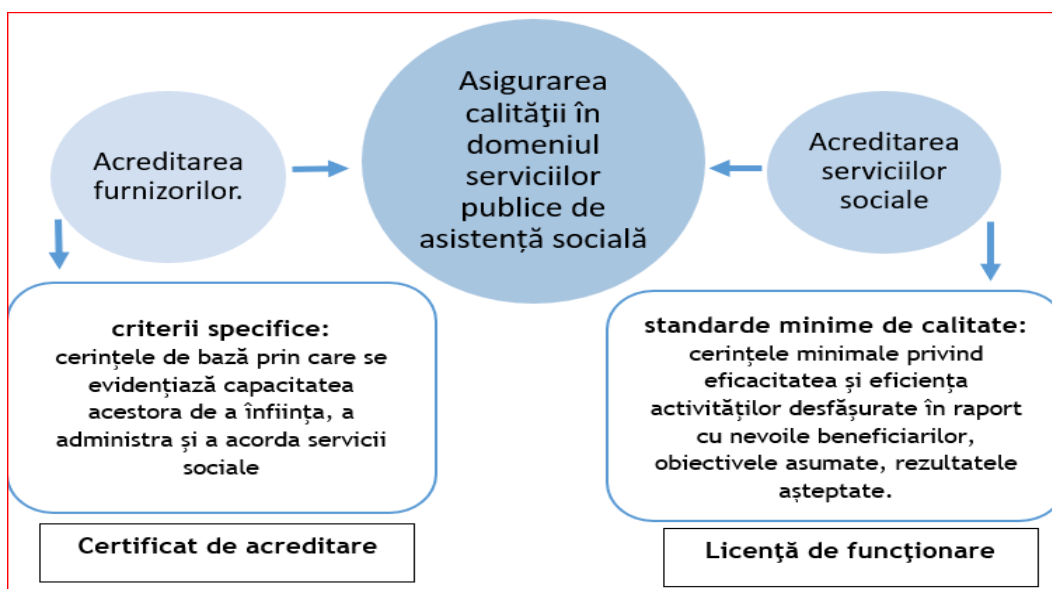 Asigurarea
calităţii în
domeniul
serviciilor
publice de
asistență socială
Acreditarea
furnizorilor.
Acreditarea
serviciilor
sociale
criterii specifice:
cerințele de bază prin care se
evidențiază capacitatea
acestora de a înființa, a
administra și a acorda servicii
sociale
standarde minime de calitate:
cerințele minimale privind
eficacitatea și eficiența
activităților desfășurate în raport
cu nevoile beneficiarilor,
obiectivele asumate, rezultatele
așteptate.
Certificat de acreditare
Licenţă de funcţionare